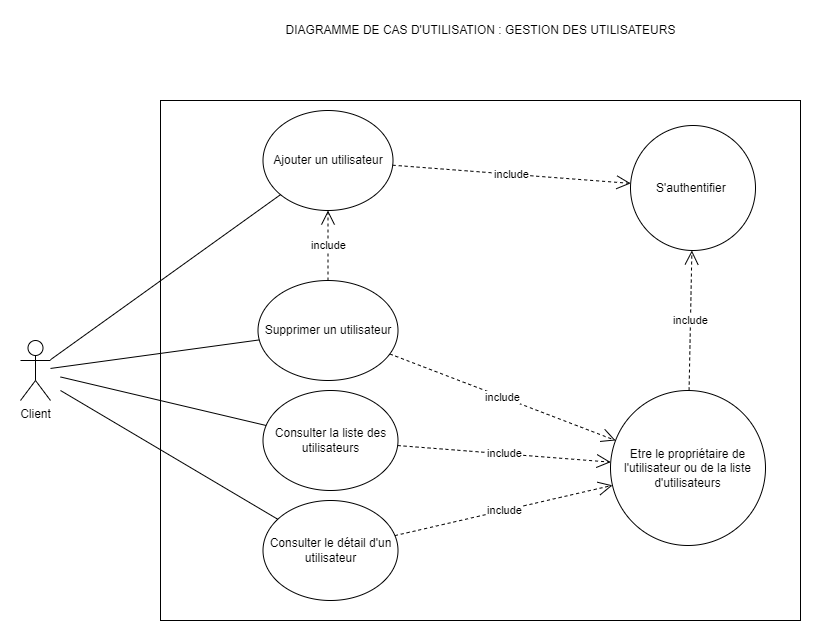 DIAGRAMME DE CAS D'UTILISATION : GESTION DES UTILISATEURS
Ajouter un utilisateur
include
S'authentifier
include
Supprimer un utilisateur
include
Client
include
Consulter la liste des
utilisateurs
include
Etre le propriétaire de
l'utilisateur ou de la liste
d'utilisateurs
include
Consulter le détail d'un
utilisateur